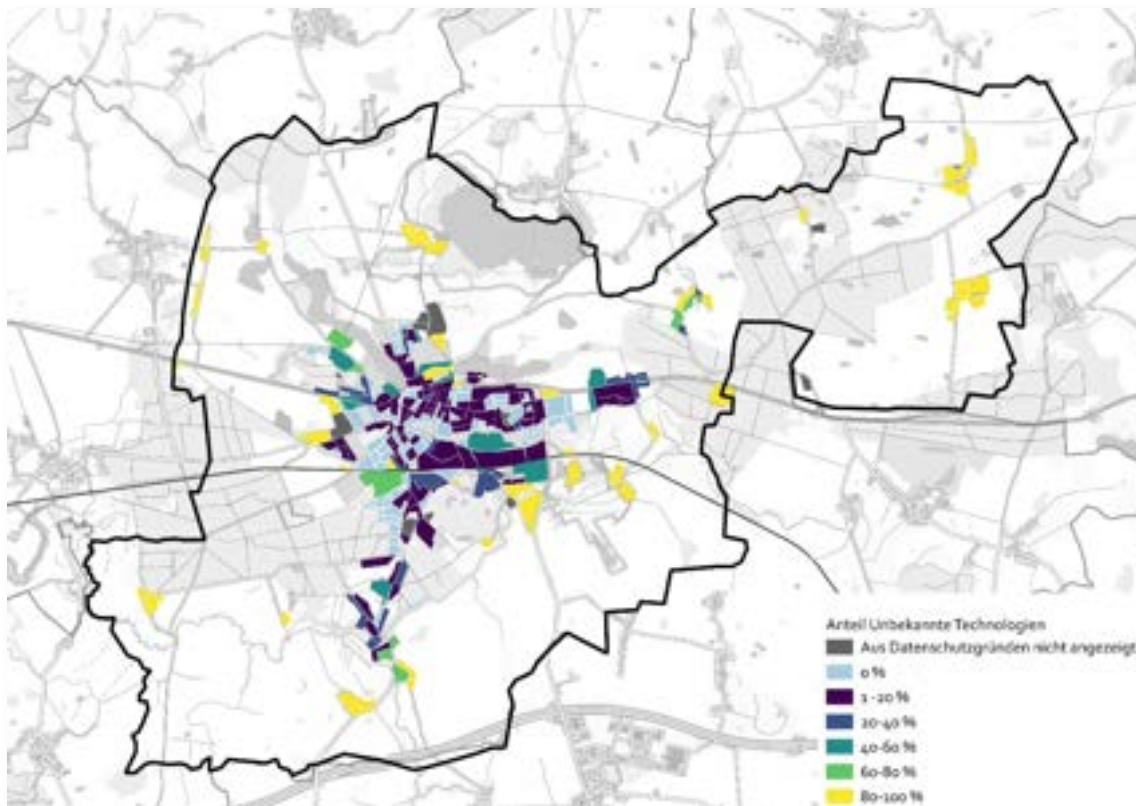 Anteil Unbekannte Technologien
Aus Datenschutzgründen nicht angezeigt
0 %
1 -20 %
20-40 %
40-60 %
60-80 %
80-100 %